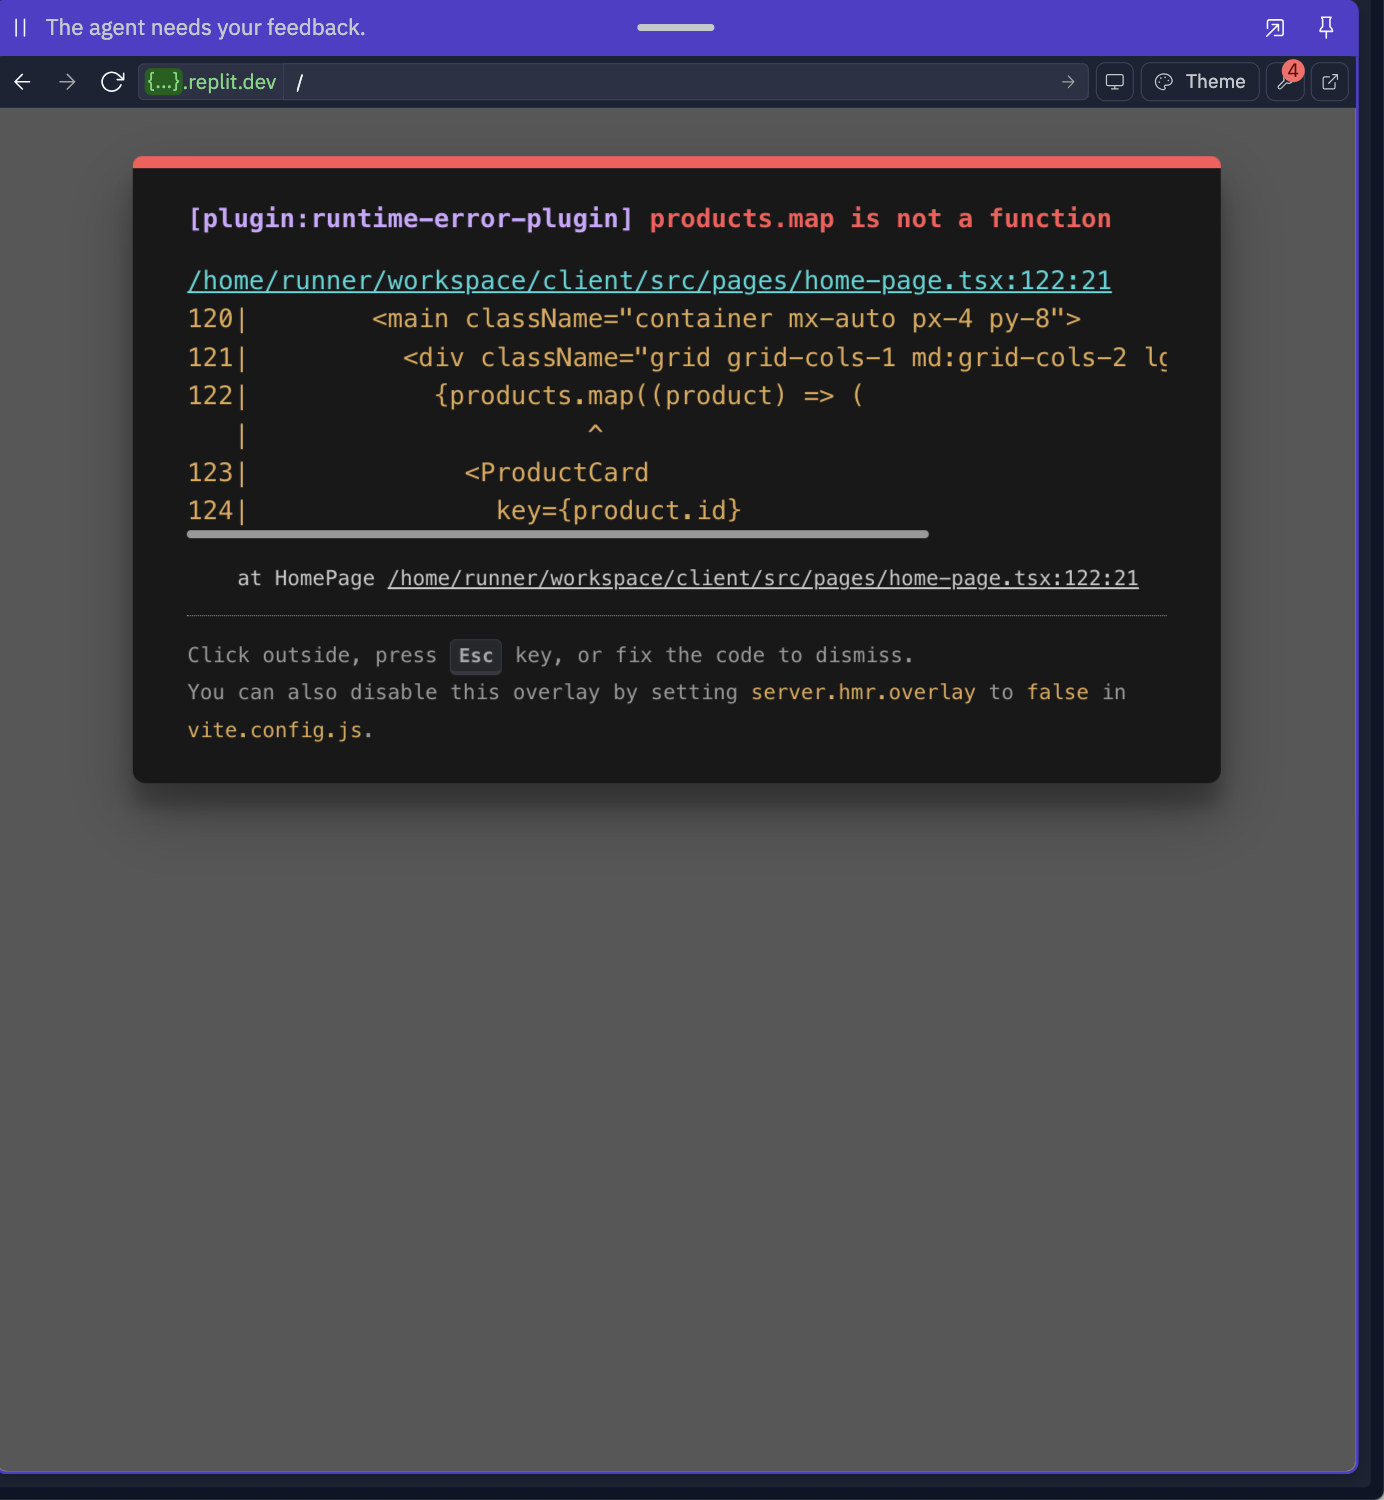 The agent needs your feedback.
{...}.replit.dev / Theme 4
[plugin:runtime-error-plugin] products.map is not a function
/home/runner/workspace/client/src/pages/home-page.tsx:122:21
120|        <main className="container mx-auto px-4 py-8">
121|          <div className="grid grid-cols-1 md:grid-cols-2 lg
122|            {products.map((product) => (
   |                      ^
123|              <ProductCard
124|                key={product.id}
at HomePage /home/runner/workspace/client/src/pages/home-page.tsx:122:21
Click outside, press Esc key, or fix the code to dismiss.
You can also disable this overlay by setting server.hmr.overlay to false in
vite.config.js.